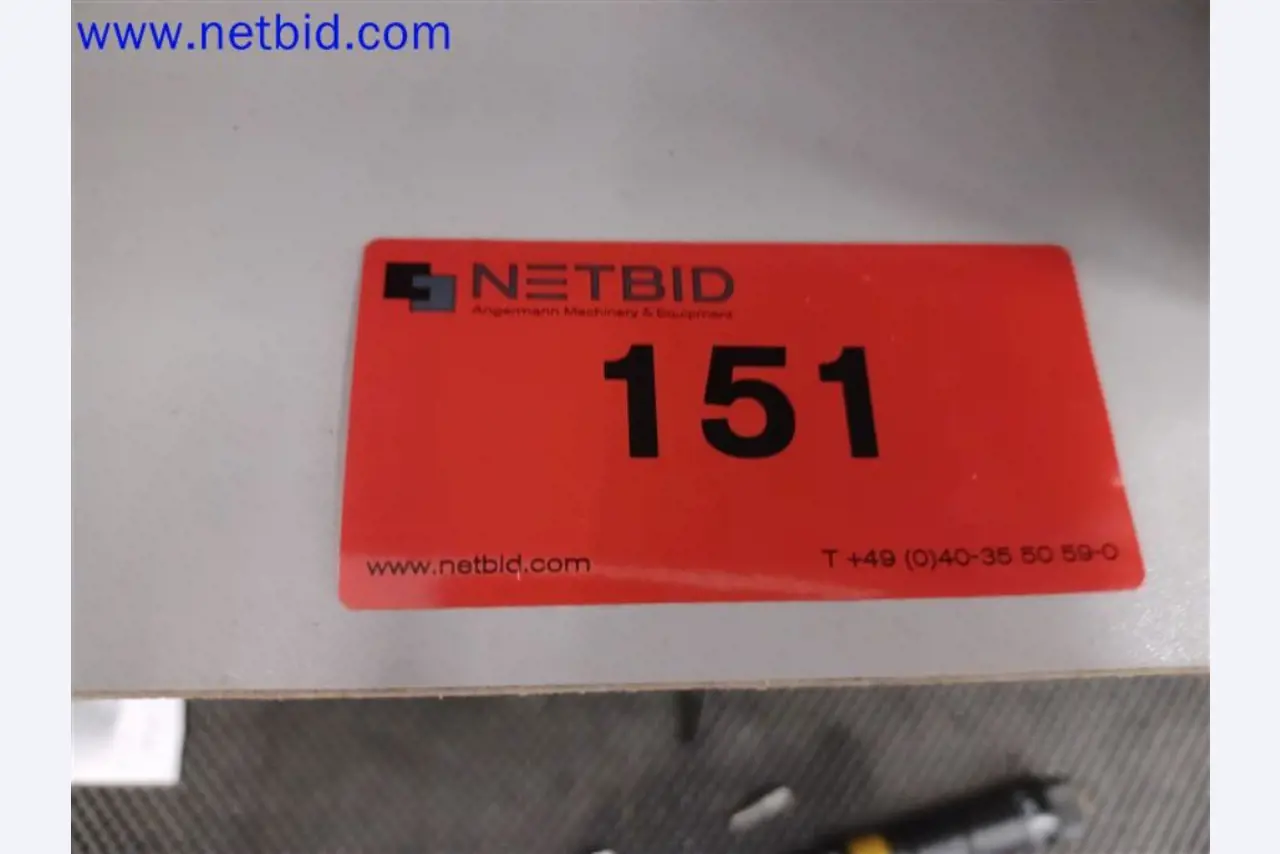 www.netbid.com
NETBID
Angermann Machinery & Equipment
151
www.netbid.com
T +49 (0)40-35 50 59-0